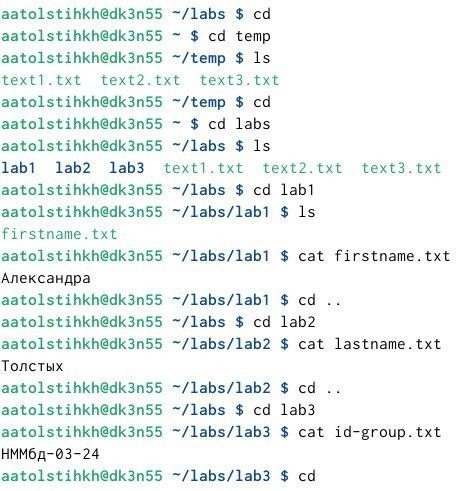 aatolstihkh@dk3n55 ~/labs $ cd
aatolstihkh@dk3n55 ~ $ cd temp
aatolstihkh@dk3n55 ~/temp $ ls
text1.txt  text2.txt  text3.txt
aatolstihkh@dk3n55 ~/temp $ cd
aatolstihkh@dk3n55 ~ $ cd labs
aatolstihkh@dk3n55 ~/labs $ ls
lab1  lab2  lab3  text1.txt  text2.txt  text3.txt
aatolstihkh@dk3n55 ~/labs $ cd lab1
aatolstihkh@dk3n55 ~/labs/lab1 $ ls
firstname.txt
aatolstihkh@dk3n55 ~/labs/lab1 $ cat firstname.txt
Александра
aatolstihkh@dk3n55 ~/labs/lab1 $ cd ..
aatolstihkh@dk3n55 ~/labs $ cd lab2
aatolstihkh@dk3n55 ~/labs/lab2 $ cat lastname.txt
Толстых
aatolstihkh@dk3n55 ~/labs/lab2 $ cd ..
aatolstihkh@dk3n55 ~/labs $ cd lab3
aatolstihkh@dk3n55 ~/labs/lab3 $ cat id-group.txt
НММбд-03-24
aatolstihkh@dk3n55 ~/labs/lab3 $ cd